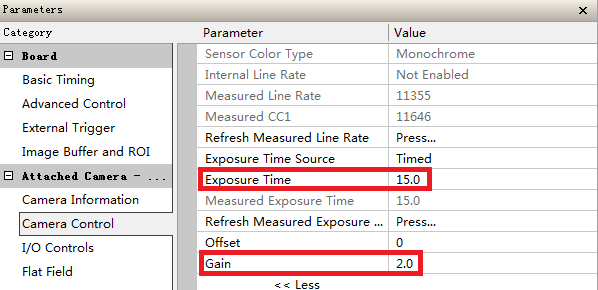 Parameters
Category
Board
Basic Timing
Advanced Control
External Trigger
Image Buffer and ROI
Attached Camera - ...
Camera Information
Camera Control
I/O Controls
Flat Field
Parameter Value
Sensor Color Type Monochrome
Internal Line Rate Not Enabled
Measured Line Rate 11355
Measured CC1 11646
Refresh Measured Line Rate Press...
Exposure Time Source Timed
Exposure Time 15.0
Measured Exposure Time 15.0
Refresh Measured Exposure ... Press...
Offset 0
Gain 2.0
<< Less